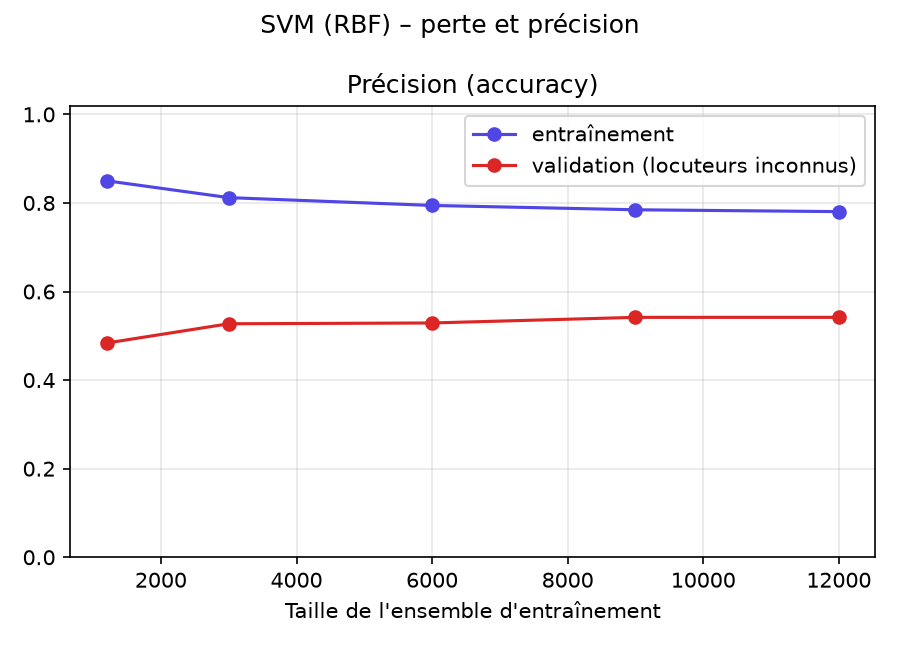 SVM (RBF) – perte et précision
Précision (accuracy)
1.0
0.8
0.6
0.4
0.2
0.0
entraînement
validation (locuteurs inconnus)
2000 4000 6000 8000 10000 12000
Taille de l'ensemble d'entraînement